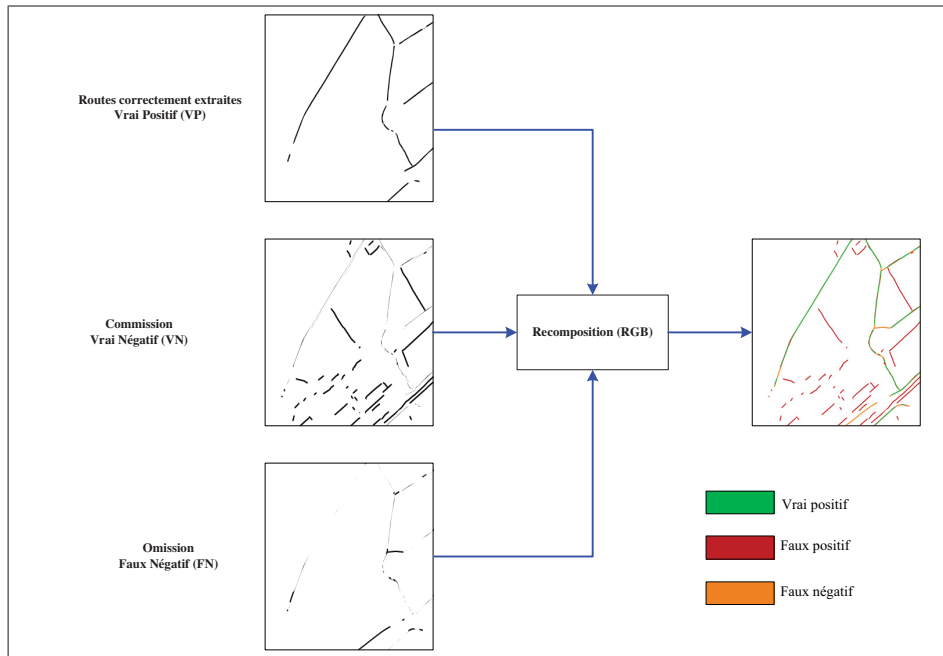 Routes correctement extraites
Vrai Positif (VP)
Commission
Vrai Négatif (VN)
Recomposition (RGB)
Omission
Faux Négatif (FN)
Vrai positif
Faux positif
Faux négatif